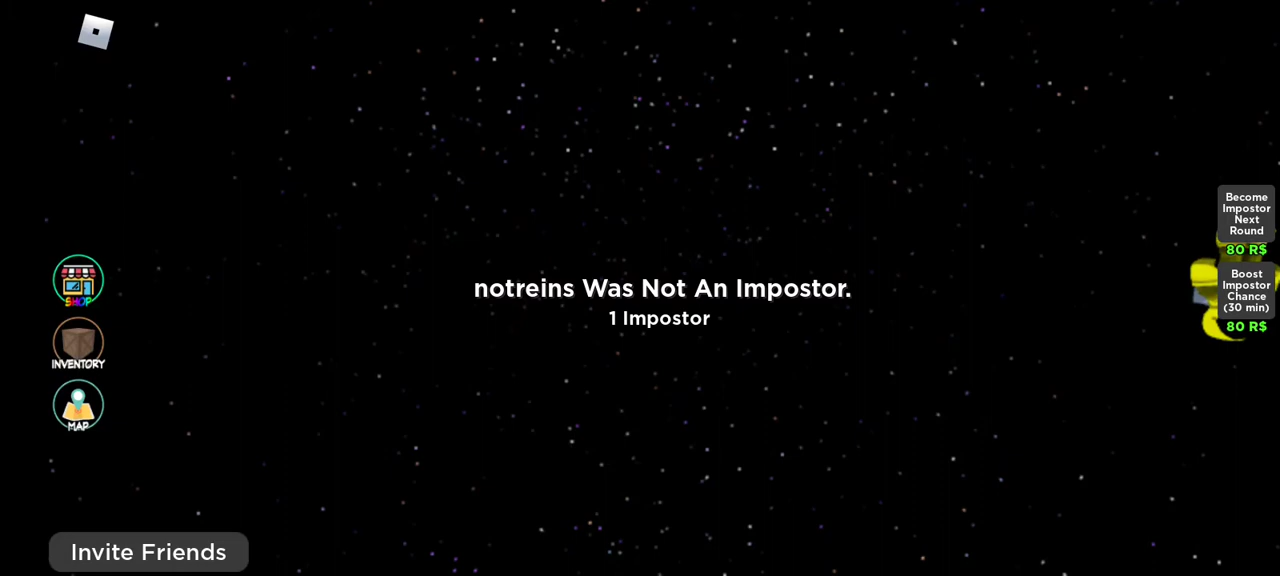 Become
Impostor
Next
Round
80 R$
Boost
Impostor
Chance
(30 min)
80 R$
SHOP
notreins Was Not An Impostor.
1 Impostor
INVENTORY
MAP
Invite Friends